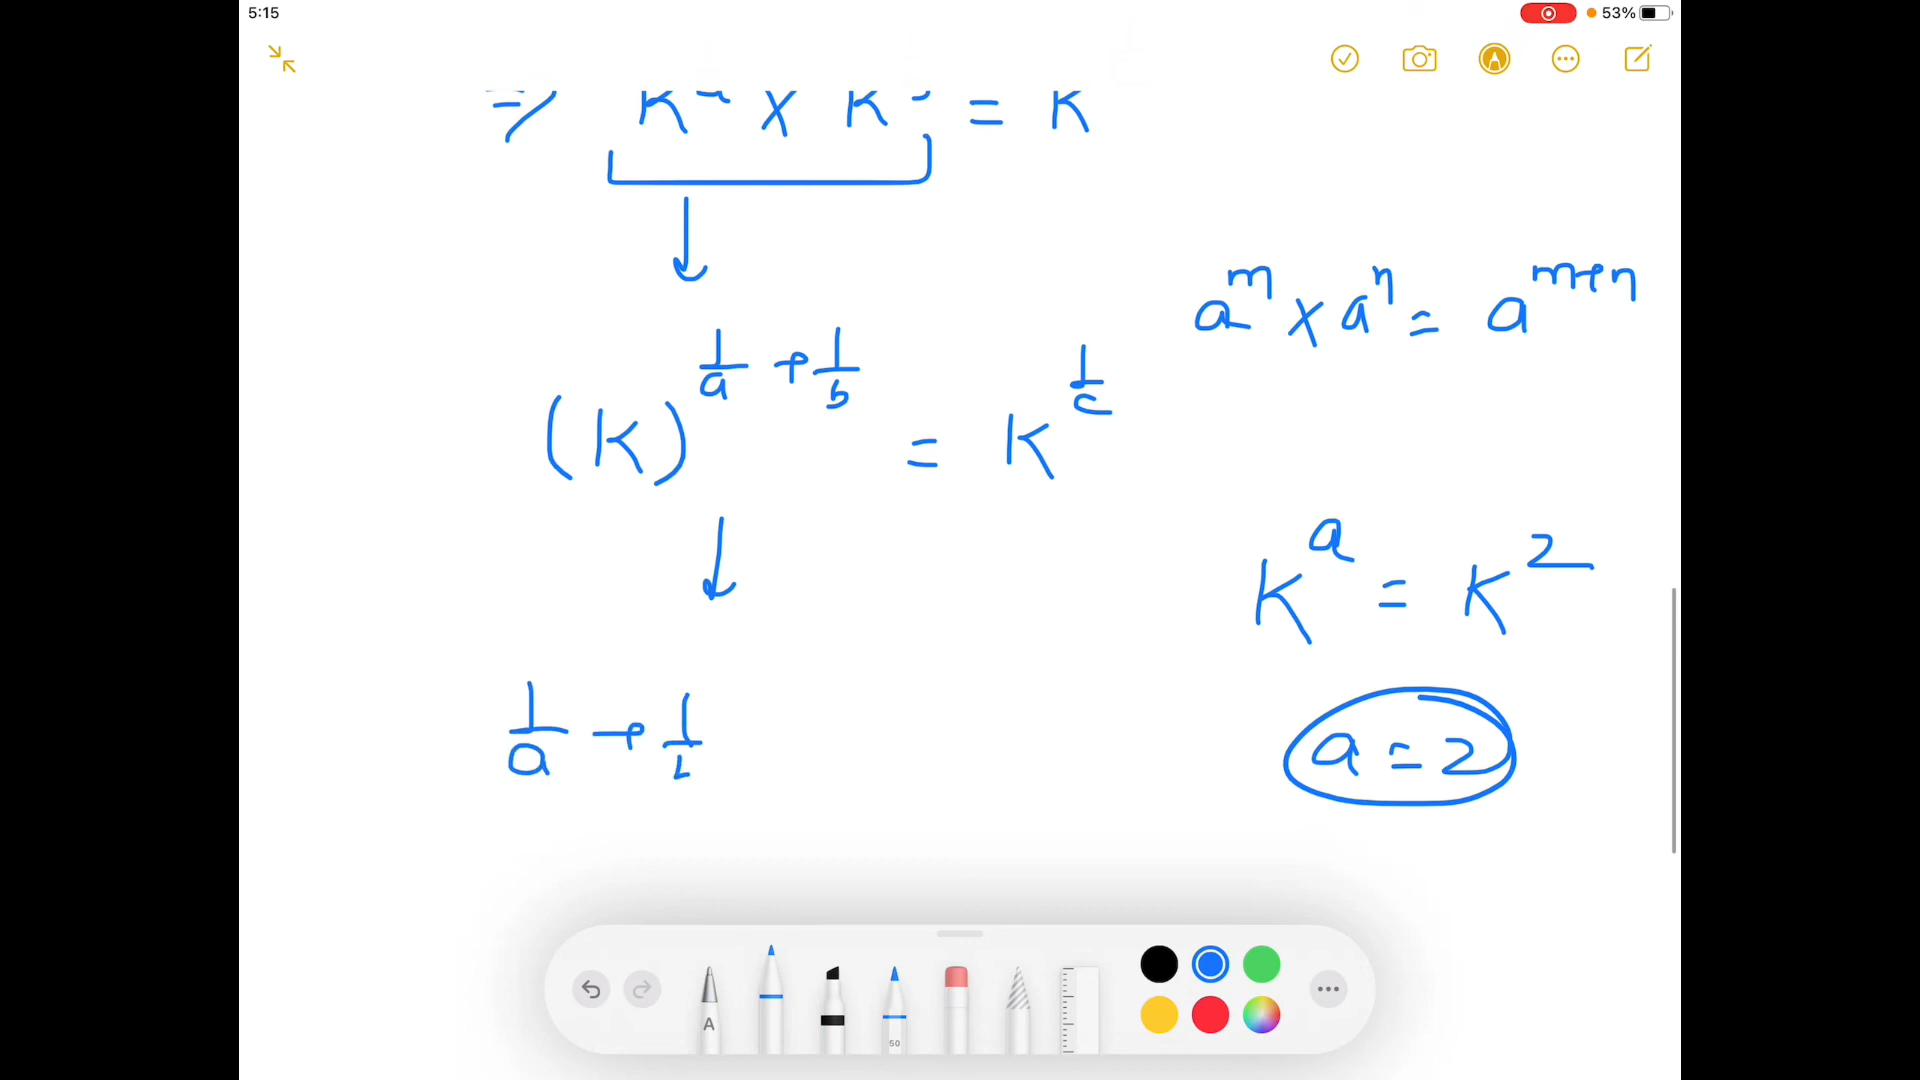 5:15
53%
=> K × K = K
a^m × a^n = a^{m+n}
(K)^{1/a + 1/b} = K^{1/c}
K^a = K^2
1/a + 1/
a = 2
A
50